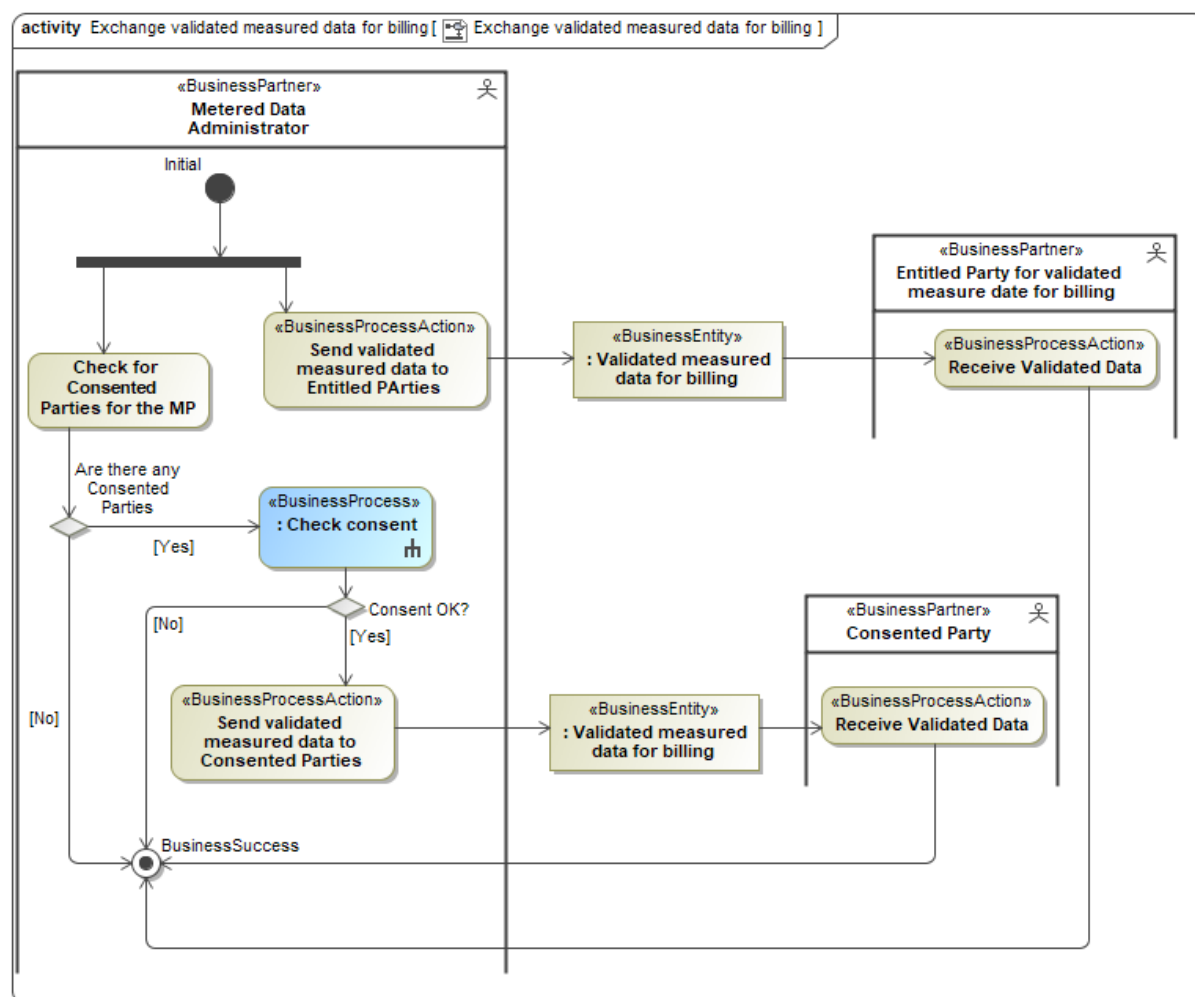 activity Exchange validated measured data for billing[ Exchange validated measured data for billing ]
«BusinessPartner»
Metered Data
Administrator
Initial
«BusinessPartner»
Entitled Party for validated
measure date for billing
«BusinessProcessAction»
Send validated
measured data to
Entitled PArties
«BusinessEntity»
: Validated measured
data for billing
«BusinessProcessAction»
Receive Validated Data
Check for
Consented
Parties for the MP
Are there any
Consented
Parties
[Yes]
«BusinessProcess»
: Check consent
Consent OK?
[No]
[Yes]
«BusinessPartner»
Consented Party
[No]
«BusinessProcessAction»
Send validated
measured data to
Consented Parties
«BusinessEntity»
: Validated measured
data for billing
«BusinessProcessAction»
Receive Validated Data
BusinessSuccess